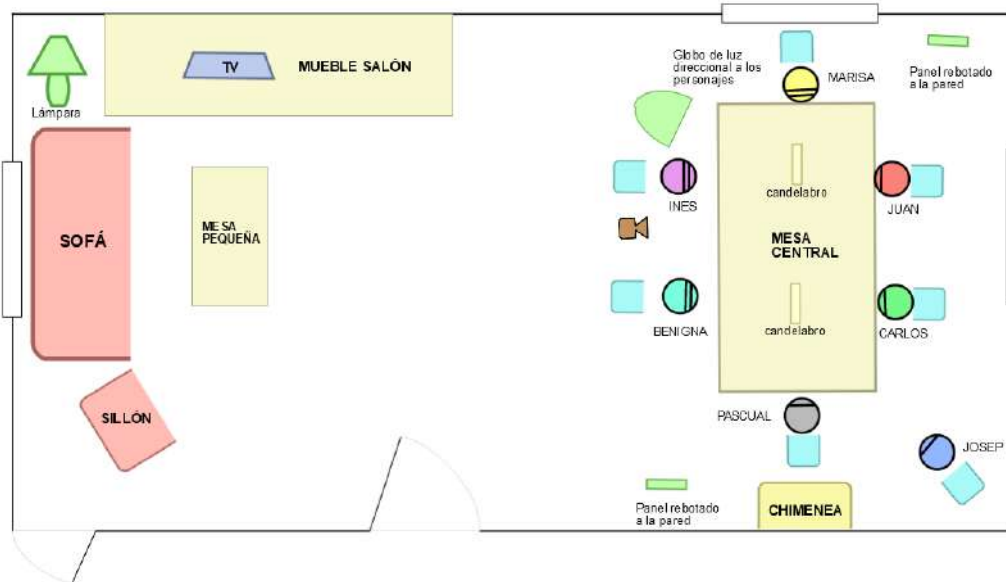 Lámpara
TV
MUEBLE SALÓN
Globo de luz
direccional a los
personajes
MARISA
Panel rebotado
a la pared
SOFÁ
MESA
PEQUEÑA
INES
candelabro
JUAN
MESA
CENTRAL
BENIGNA
candelabro
CARLOS
SILLÓN
PASCUAL
JOSEP
Panel rebotado
a la pared
CHIMENEA